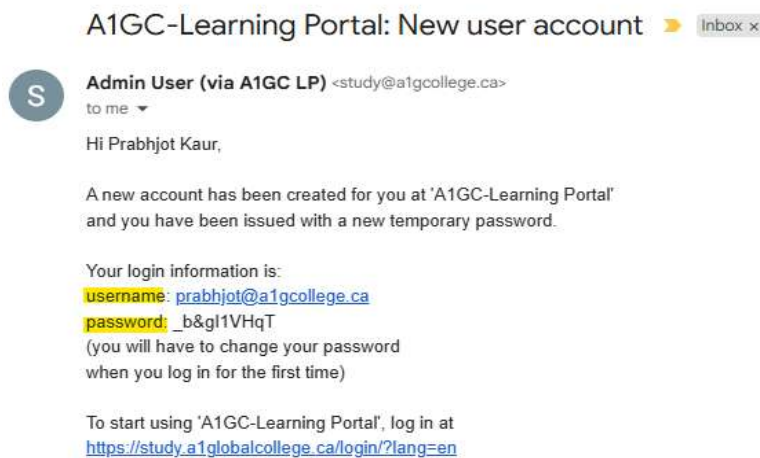 A1GC-Learning Portal: New user account Inbox x
S
Admin User (via A1GC LP) <study@a1gcollege.ca>
to me
Hi Prabhjot Kaur,
A new account has been created for you at 'A1GC-Learning Portal'
and you have been issued with a new temporary password.
Your login information is:
username: prabhjot@a1gcollege.ca
password: _b&gI1VHqT
(you will have to change your password
when you log in for the first time)
To start using 'A1GC-Learning Portal', log in at
https://study.a1globalcollege.ca/login/?lang=en